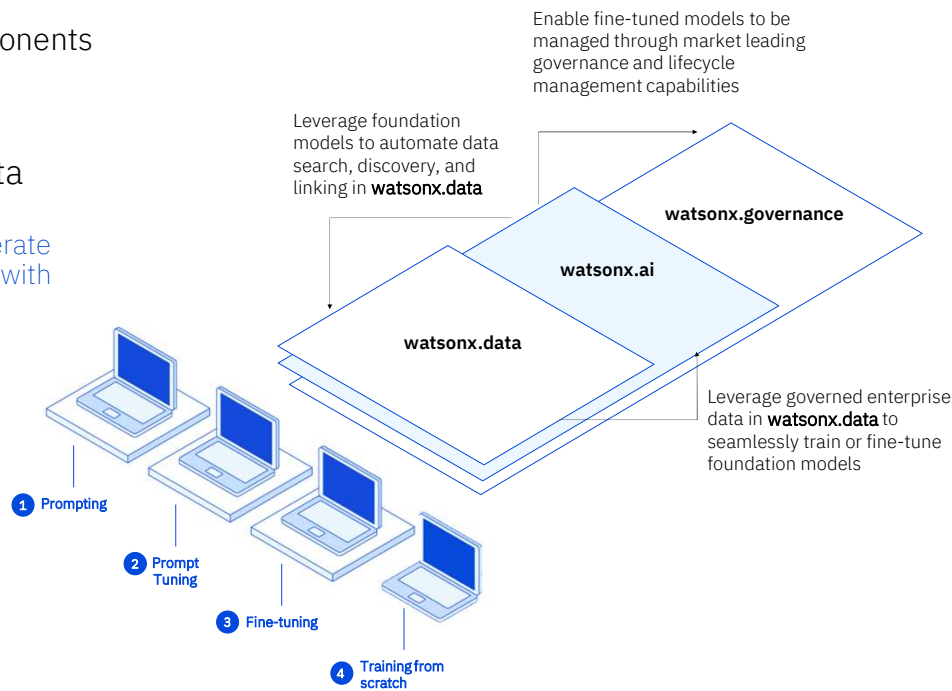 onents
ta
erate
with
Enable fine-tuned models to be
managed through market leading
governance and lifecycle
management capabilities
Leverage foundation
models to automate data
search, discovery, and
linking in watsonx.data
watsonx.governance
watsonx.ai
watsonx.data
Leverage governed enterprise
data in watsonx.data to
seamlessly train or fine-tune
foundation models
1 Prompting
2 Prompt
Tuning
3 Fine-tuning
4 Training from
scratch